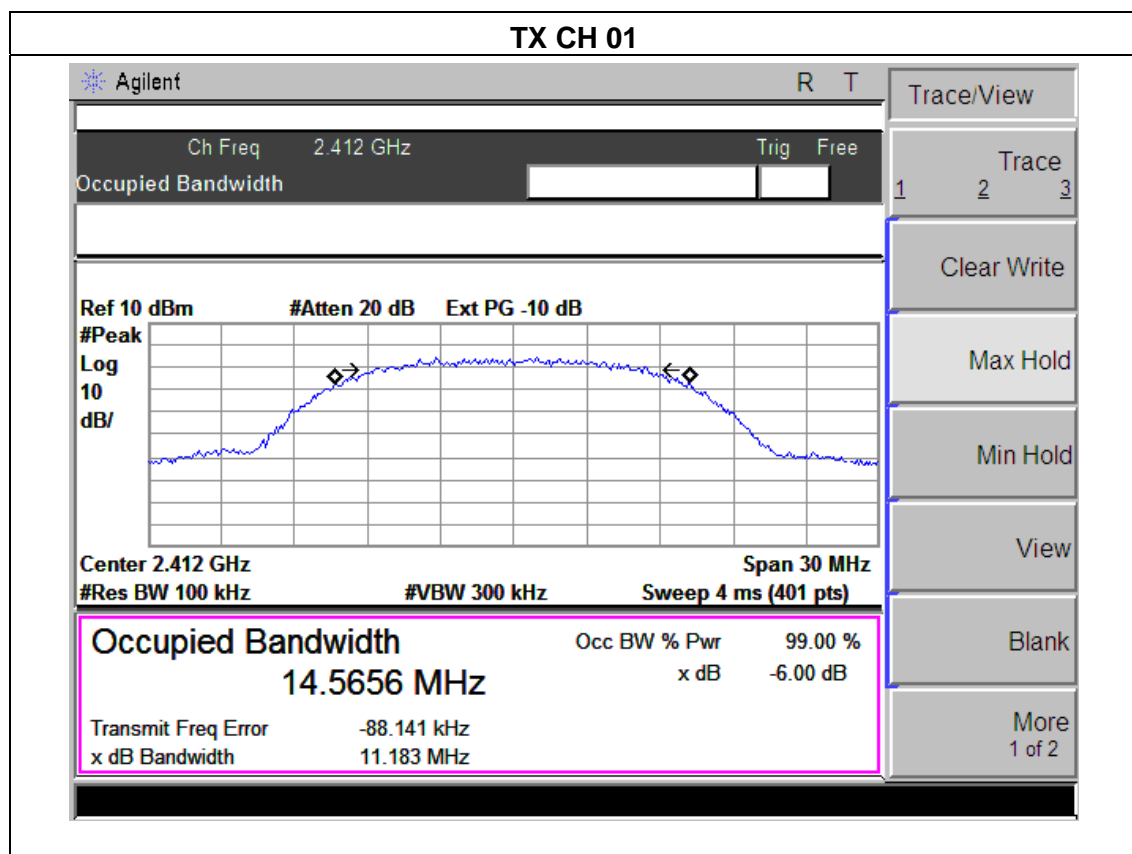 TX CH 01
Agilent R T
Trace/View
Ch Freq 2.412 GHz Trig Free
Occupied Bandwidth
Trace
1 2 3
Clear Write
Ref 10 dBm #Atten 20 dB Ext PG -10 dB
#Peak
Log
10
dB/
Max Hold
Min Hold
Center 2.412 GHz Span 30 MHz
#Res BW 100 kHz #VBW 300 kHz Sweep 4 ms (401 pts)
View
Occupied Bandwidth Occ BW % Pwr 99.00 %
14.5656 MHz x dB -6.00 dB
Transmit Freq Error -88.141 kHz
x dB Bandwidth 11.183 MHz
Blank
More
1 of 2